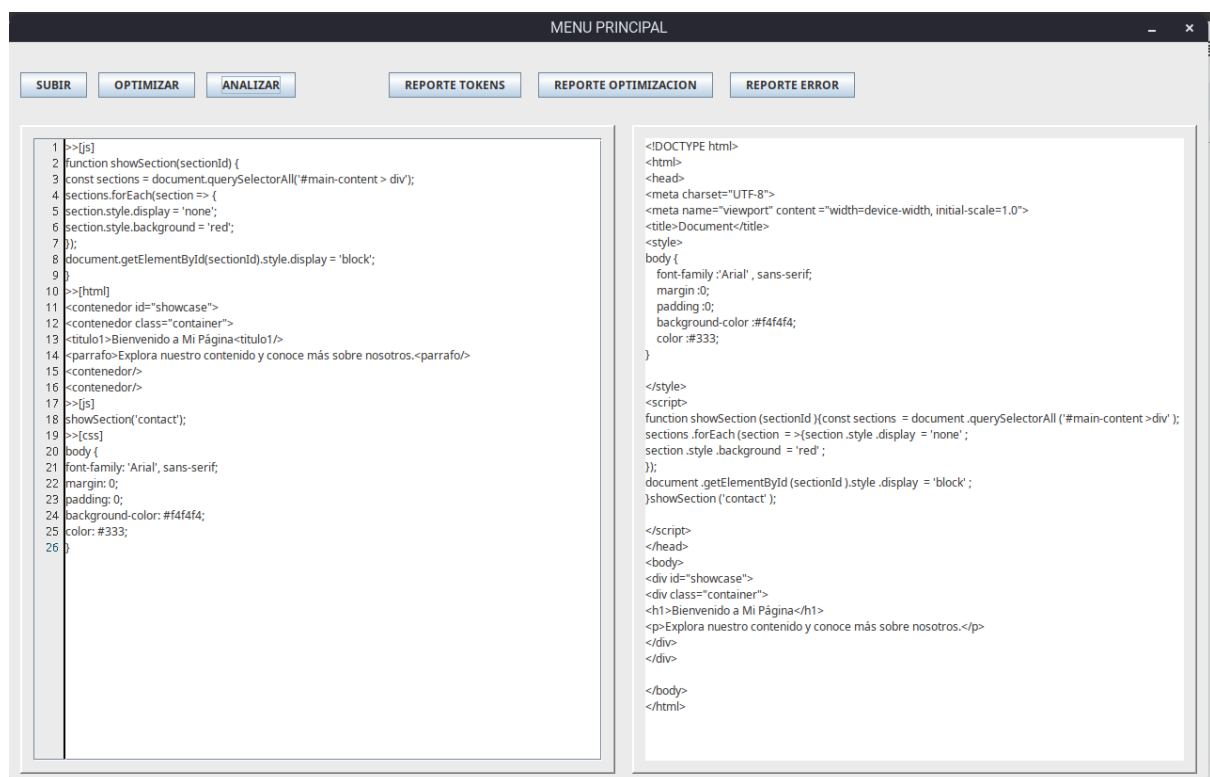 MENU PRINCIPAL
SUBIR OPTIMIZAR ANALIZAR REPORTE TOKENS REPORTE OPTIMIZACION REPORTE ERROR
1 >>[js]
2 function showSection(sectionId) {
3 const sections = document.querySelectorAll('#main-content > div');
4 sections.forEach(section => {
5 section.style.display = 'none';
6 section.style.background = 'red';
7 });
8 document.getElementById(sectionId).style.display = 'block';
9 }
10 >>[html]
11 <contenedor id="showcase">
12 <contenedor class="container">
13 <titulo1>Bienvenido a Mi Página<titulo1/>
14 <parrafo>Explora nuestro contenido y conoce más sobre nosotros.<parrafo/>
15 <contenedor/>
16 <contenedor/>
17 >>[js]
18 showSection('contact');
19 >>[css]
20 body {
21 font-family: 'Arial', sans-serif;
22 margin: 0;
23 padding: 0;
24 background-color: #f4f4f4;
25 color: #333;
26 }
<!DOCTYPE html>
<html>
<head>
<meta charset="UTF-8">
<meta name="viewport" content ="width=device-width, initial-scale=1.0">
<title>Document</title>
<style>
body {
font-family :'Arial' , sans-serif;
margin :0;
padding :0;
background-color :#f4f4f4;
color :#333;
}
</style>
<script>
function showSection (sectionId ){const sections = document .querySelectorAll ('#main-content >div' );
sections .forEach (section = >{section .style .display = 'none' ;
section .style .background = 'red' ;
});
document .getElementById (sectionId ).style .display = 'block' ;
}showSection ('contact' );
</script>
</head>
<body>
<div id="showcase">
<div class="container">
<h1>Bienvenido a Mi Página</h1>
<p>Explora nuestro contenido y conoce más sobre nosotros.</p>
</div>
</div>
</body>
</html>